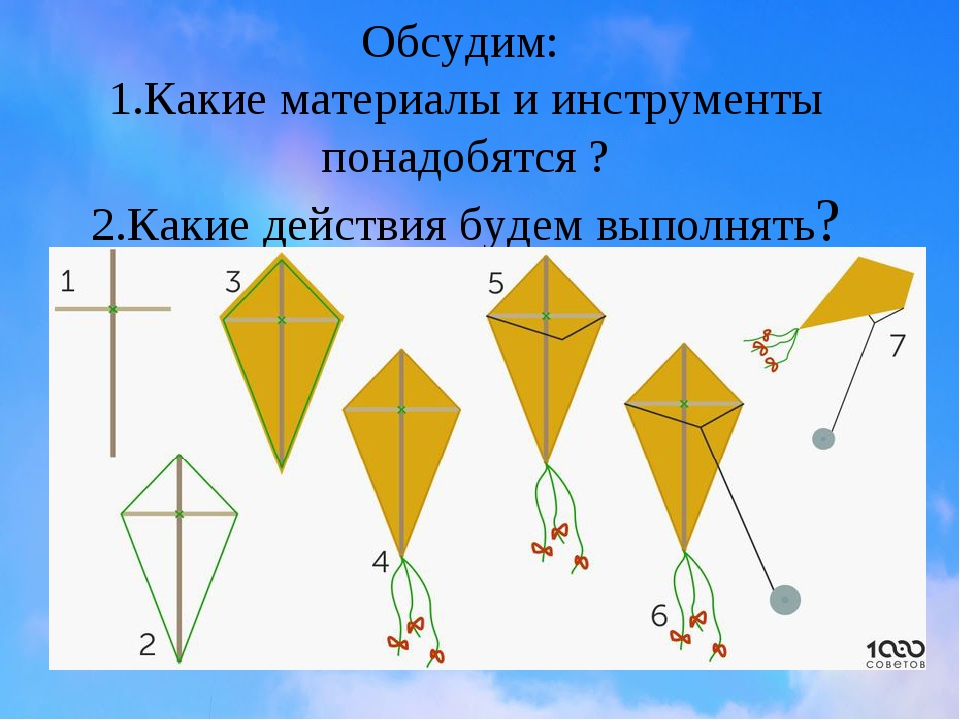 Обсудим:
1.Какие материалы и инструменты
понадобятся ?
2.Какие действия будем выполнять?
1
3
5
7
4
6
2
1000
СОВЕТОВ